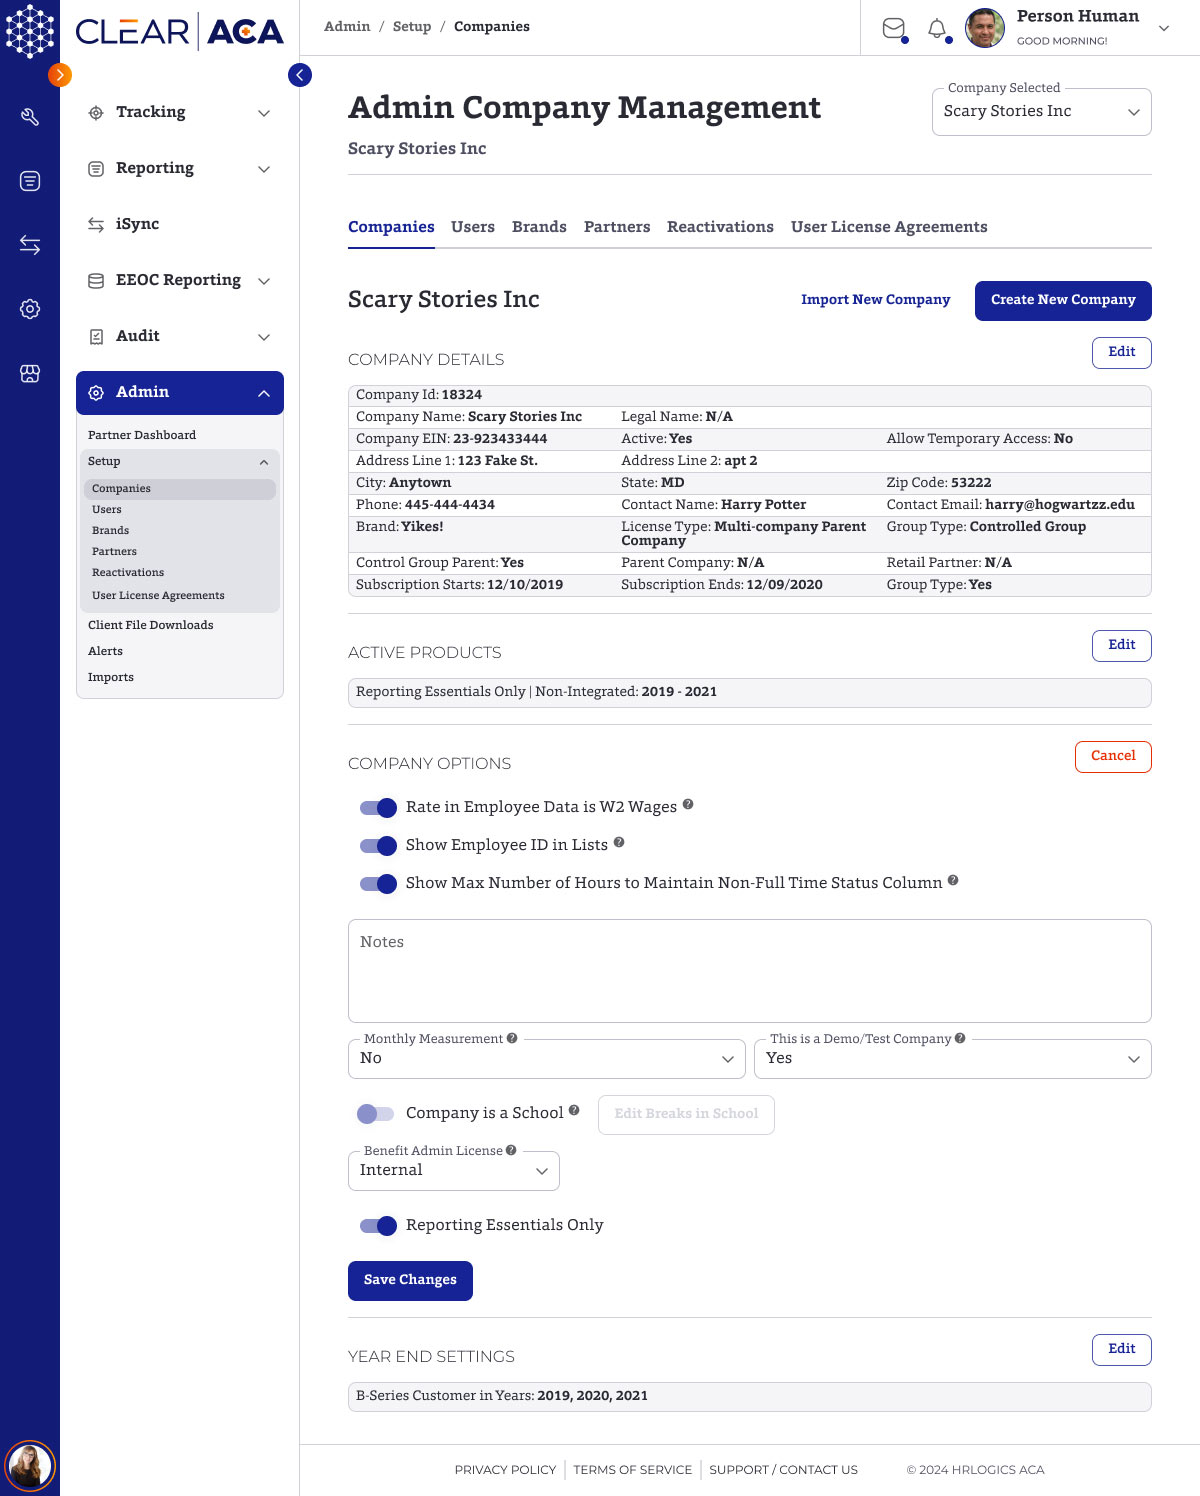 CLEAR | ACA
Admin / Setup / Companies
Person Human
GOOD MORNING!
Tracking
Reporting
iSync
EEOC Reporting
Audit
Admin
Partner Dashboard
Setup
Companies
Users
Brands
Partners
Reactivations
User License Agreements
Client File Downloads
Alerts
Imports
Admin Company Management
Scary Stories Inc
Company Selected
Scary Stories Inc
Companies Users Brands Partners Reactivations User License Agreements
Scary Stories Inc
Import New Company
Create New Company
COMPANY DETAILS
Edit
Company Id: 18324
Company Name: Scary Stories Inc Legal Name: N/A
Company EIN: 23-923433444 Active: Yes Allow Temporary Access: No
Address Line 1: 123 Fake St. Address Line 2: apt 2
City: Anytown State: MD Zip Code: 53222
Phone: 445-444-4434 Contact Name: Harry Potter Contact Email: harry@hogwartzz.edu
Brand: Yikes! License Type: Multi-company Parent Group Type: Controlled Group
Company
Control Group Parent: Yes Parent Company: N/A Retail Partner: N/A
Subscription Starts: 12/10/2019 Subscription Ends: 12/09/2020 Group Type: Yes
ACTIVE PRODUCTS
Edit
Reporting Essentials Only | Non-Integrated: 2019 - 2021
COMPANY OPTIONS
Cancel
Rate in Employee Data is W2 Wages ?
Show Employee ID in Lists ?
Show Max Number of Hours to Maintain Non-Full Time Status Column ?
Notes
Monthly Measurement ?
No
This is a Demo/Test Company ?
Yes
Company is a School ?
Edit Breaks in School
Benefit Admin License ?
Internal
Reporting Essentials Only
Save Changes
YEAR END SETTINGS
Edit
B-Series Customer in Years: 2019, 2020, 2021
PRIVACY POLICY | TERMS OF SERVICE | SUPPORT / CONTACT US © 2024 HRLOGICS ACA